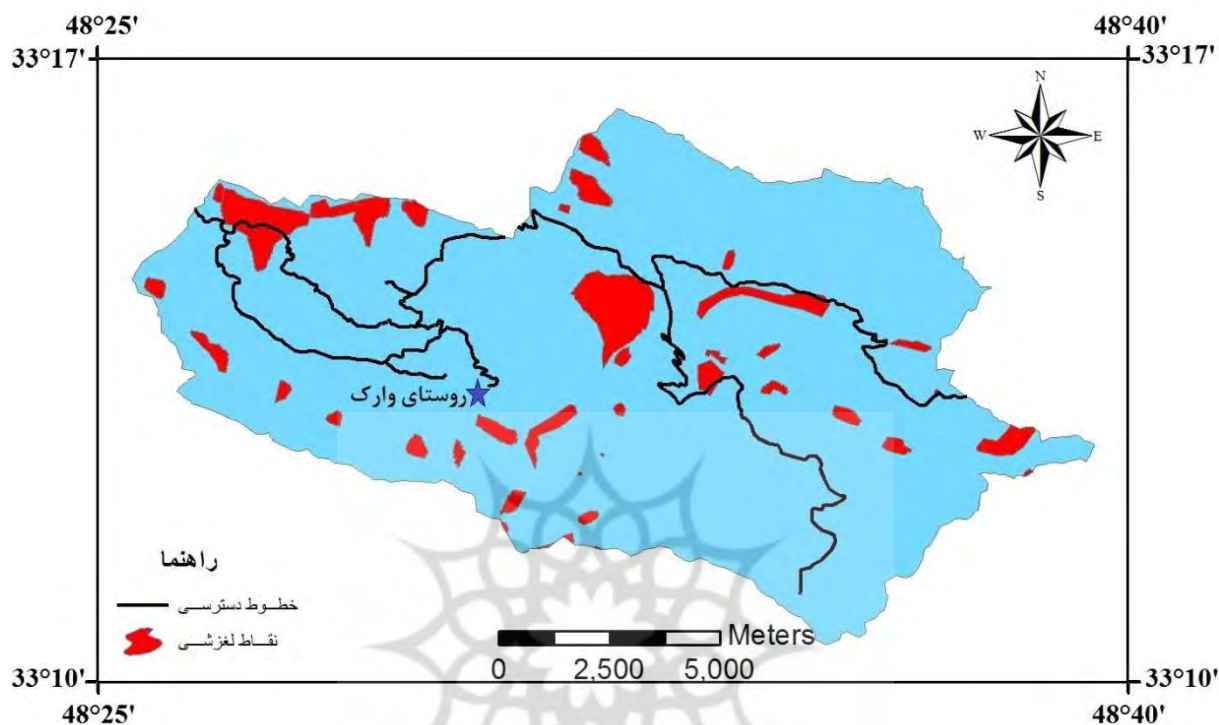 48°25'
48°40'
33°17'
33°17'
N
W
E
S
روستای وارک
راهنما
خطوط دسترسی
نقاط لغزشی
Meters
0 2,500 5,000
33°10'
33°10'
48°25'
48°40'